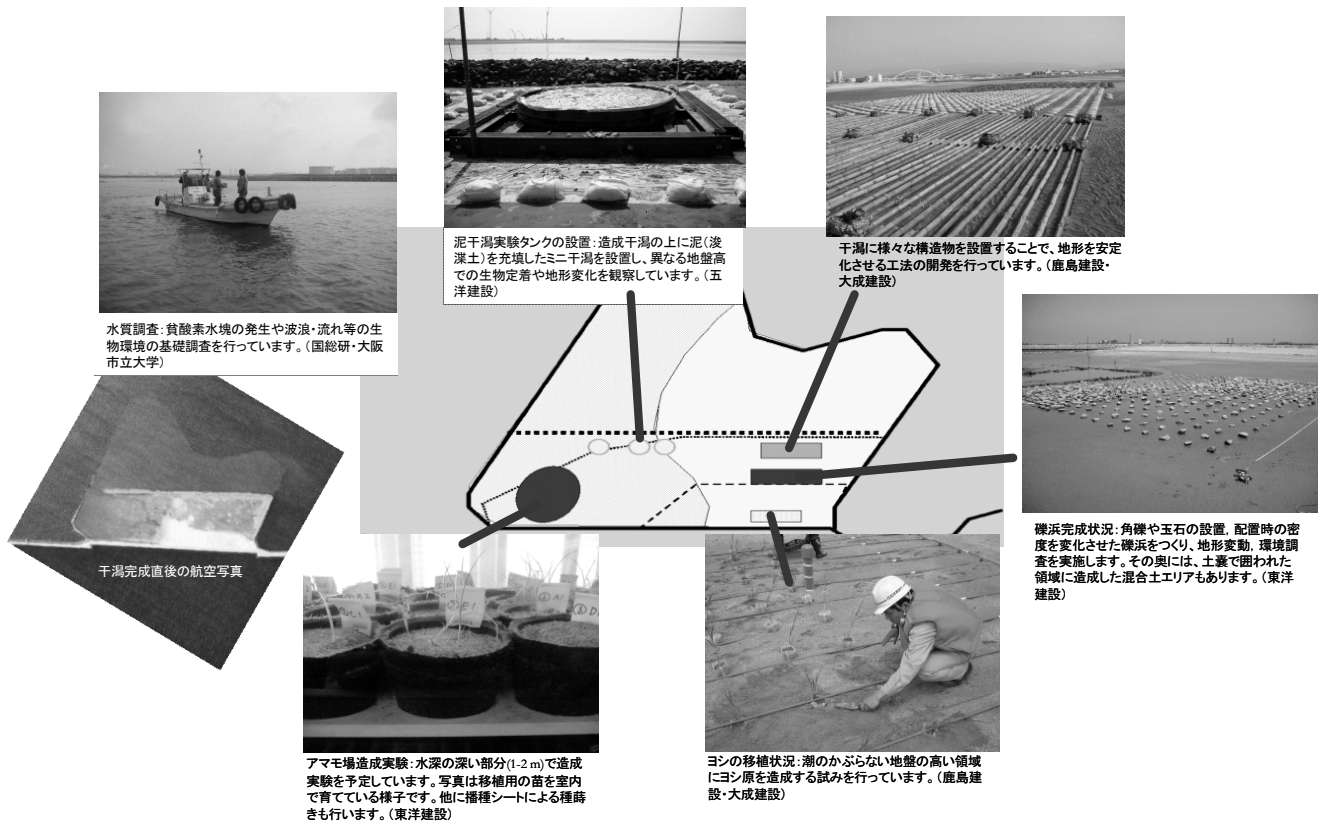 泥干潟実験タンクの設置：造成干潟の上に泥（浚
渫土）を充填したミニ干潟を設置し、異なる地盤高
での生物定着や地形変化を観察しています。（五
洋建設）
干潟に様々な構造物を設置することで、地形を安定
化させる工法の開発を行っています。（鹿島建設・
大成建設）
水質調査：貧酸素水塊の発生や波浪・流れ等の生
物環境の基礎調査を行っています。（国総研・大阪
市立大学）
干潟完成直後の航空写真
礫浜完成状況：角礫や玉石の設置，配置時の密
度を変化させた礫浜をつくり、地形変動，環境調
査を実施します。その奥には、土嚢で囲われた
領域に造成した混合土エリアもあります。（東洋
建設）
E-1
アマモ場造成実験：水深の深い部分(1-2 m)で造成
実験を予定しています。写真は移植用の苗を室内
で育てている様子です。他に播種シートによる種蒔
きも行います。（東洋建設）
ヨシの移植状況：潮のかぶらない地盤の高い領域
にヨシ原を造成する試みを行っています。（鹿島建
設・大成建設）